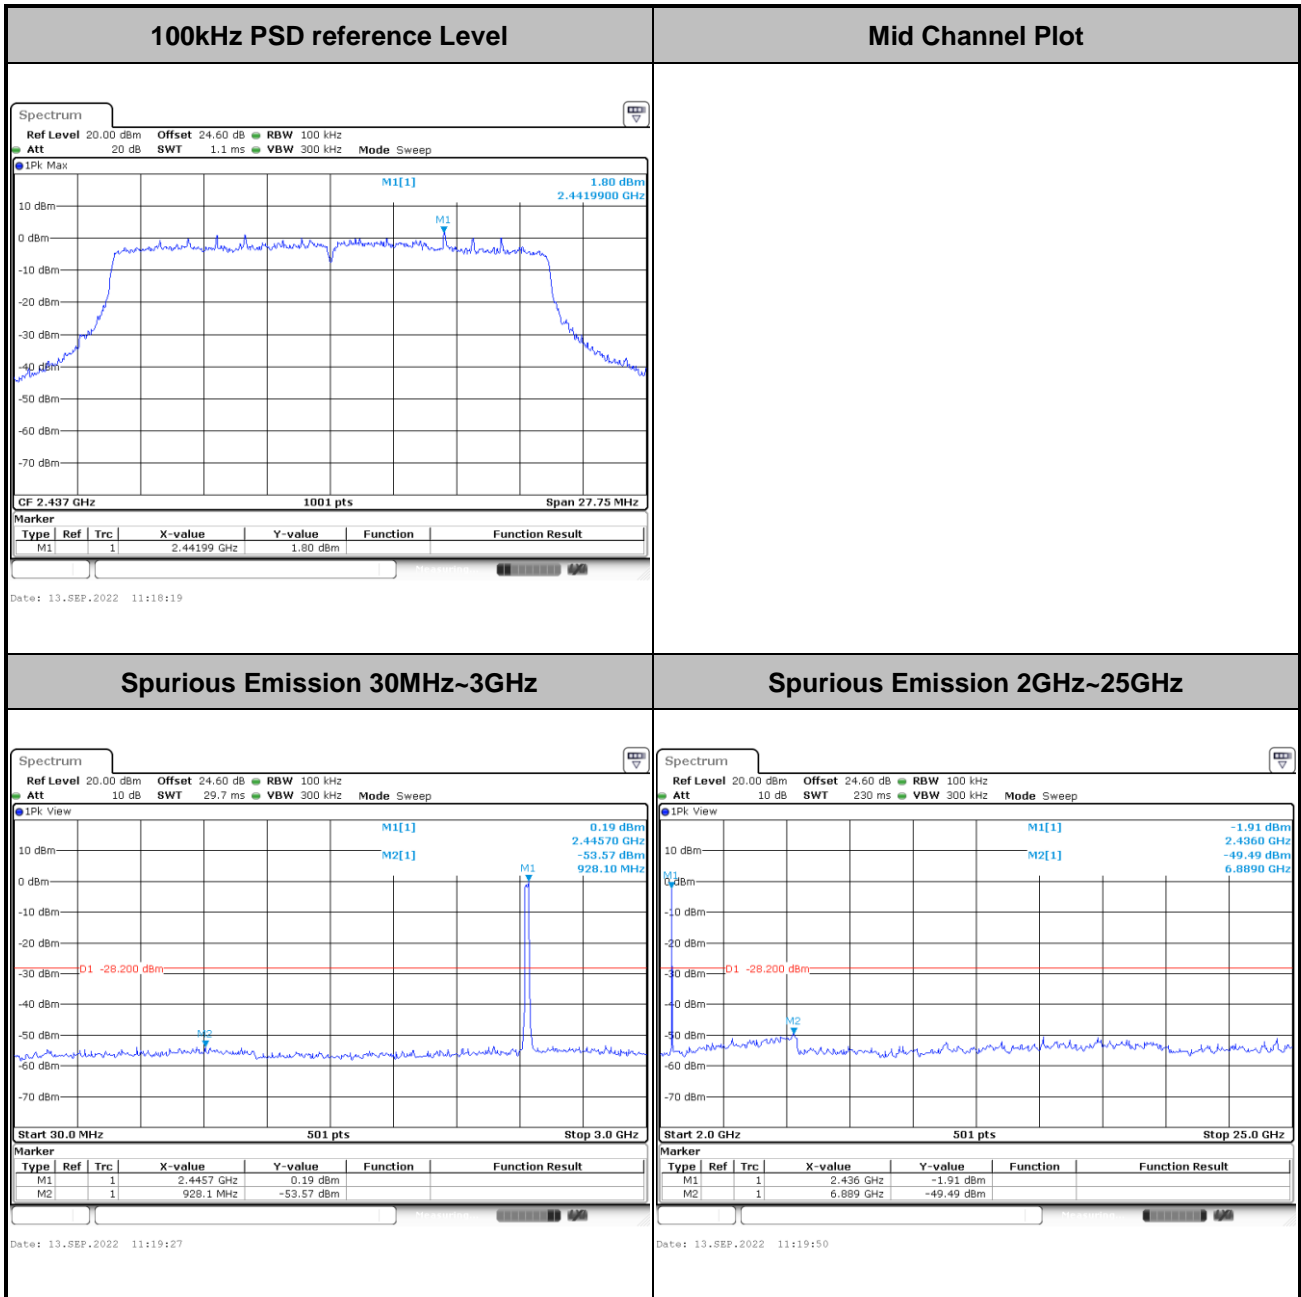 100kHz PSD reference Level
Mid Channel Plot
Spectrum
Ref Level 20.00 dBm Offset 24.60 dB RBW 100 kHz
Att 20 dB SWT 1.1 ms VBW 300 kHz Mode Sweep
1Pk Max
M1[1] 1.80 dBm
2.4419900 GHz
10 dBm
M1
0 dBm
-10 dBm
-20 dBm
-30 dBm
-40 dBm
-50 dBm
-60 dBm
-70 dBm
CF 2.437 GHz 1001 pts Span 27.75 MHz
Marker
Type Ref Trc X-value Y-value Function Function Result
M1 1 2.44199 GHz 1.80 dBm
Date: 13.SEP.2022 11:18:19
Spurious Emission 30MHz~3GHz
Spurious Emission 2GHz~25GHz
Spectrum
Ref Level 20.00 dBm Offset 24.60 dB RBW 100 kHz
Att 10 dB SWT 29.7 ms VBW 300 kHz Mode Sweep
1Pk View
M1[1] 0.19 dBm
2.44570 GHz
10 dBm
M2[1] -53.57 dBm
M1 928.10 MHz
0 dBm
-10 dBm
-20 dBm
D1 -28.200 dBm
-30 dBm
-40 dBm
M2
-50 dBm
-60 dBm
-70 dBm
Start 30.0 MHz 501 pts Stop 3.0 GHz
Marker
Type Ref Trc X-value Y-value Function Function Result
M1 1 2.4457 GHz 0.19 dBm
M2 1 928.1 MHz -53.57 dBm
Date: 13.SEP.2022 11:19:27
Spectrum
Ref Level 20.00 dBm Offset 24.60 dB RBW 100 kHz
Att 10 dB SWT 230 ms VBW 300 kHz Mode Sweep
1Pk View
M1[1] -1.91 dBm
2.4360 GHz
10 dBm
M2[1] -49.49 dBm
6.8890 GHz
M1
0 dBm
-10 dBm
-20 dBm
D1 -28.200 dBm
-30 dBm
-40 dBm
M2
-50 dBm
-60 dBm
-70 dBm
Start 2.0 GHz 501 pts Stop 25.0 GHz
Marker
Type Ref Trc X-value Y-value Function Function Result
M1 1 2.436 GHz -1.91 dBm
M2 1 6.889 GHz -49.49 dBm
Date: 13.SEP.2022 11:19:50